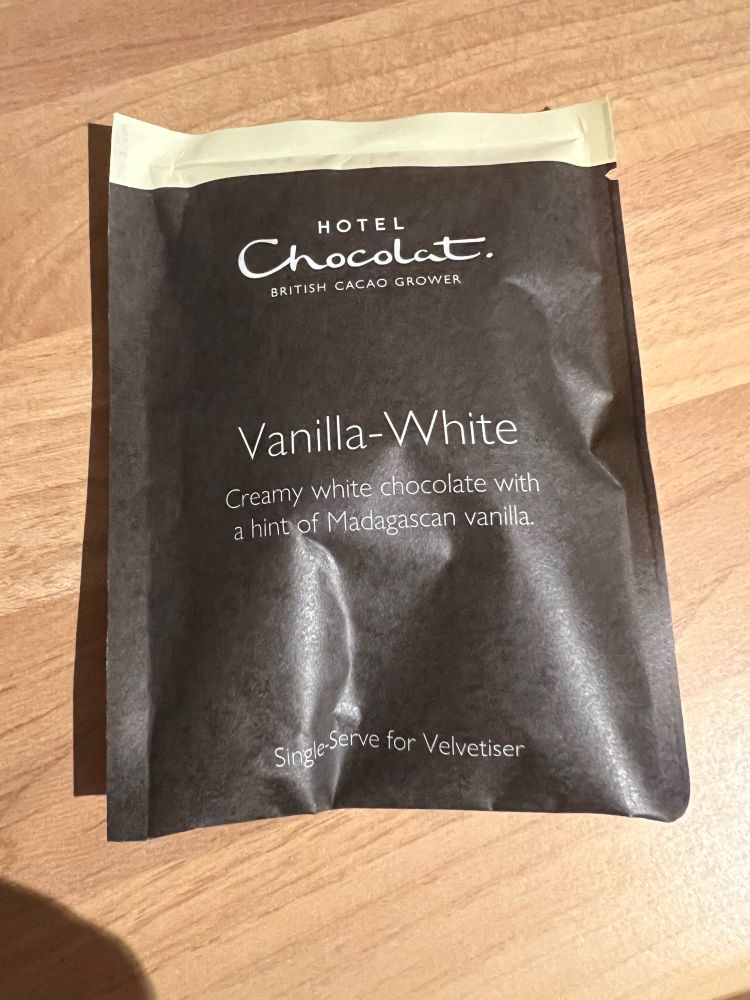 HOTEL
Chocolat.
BRITISH CACAO GROWER
Vanilla-White
Creamy white chocolate with
a hint of Madagascan vanilla.
Single-Serve for Velvetiser